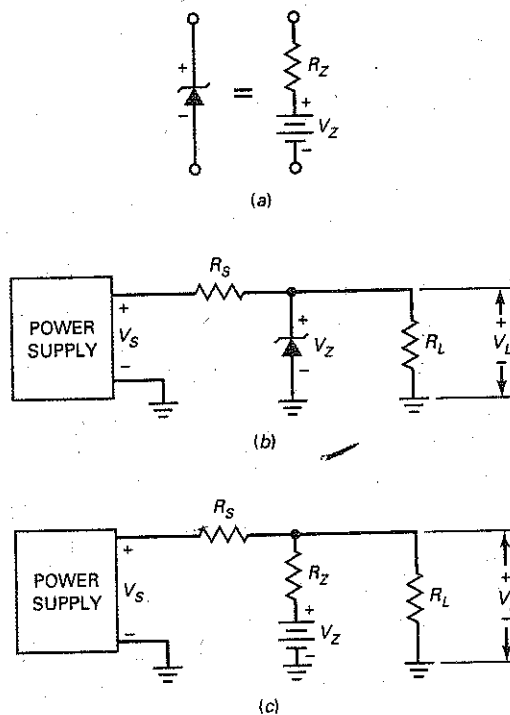 +
-
=
R_Z
+
V_Z
-
(a)
POWER
SUPPLY
+
V_S
-
R_S
+
V_Z
-
R_L
+
V_L
-
(b)
POWER
SUPPLY
+
V_S
-
R_S
R_Z
+
V_Z
-
R_L
+
V
-
(c)